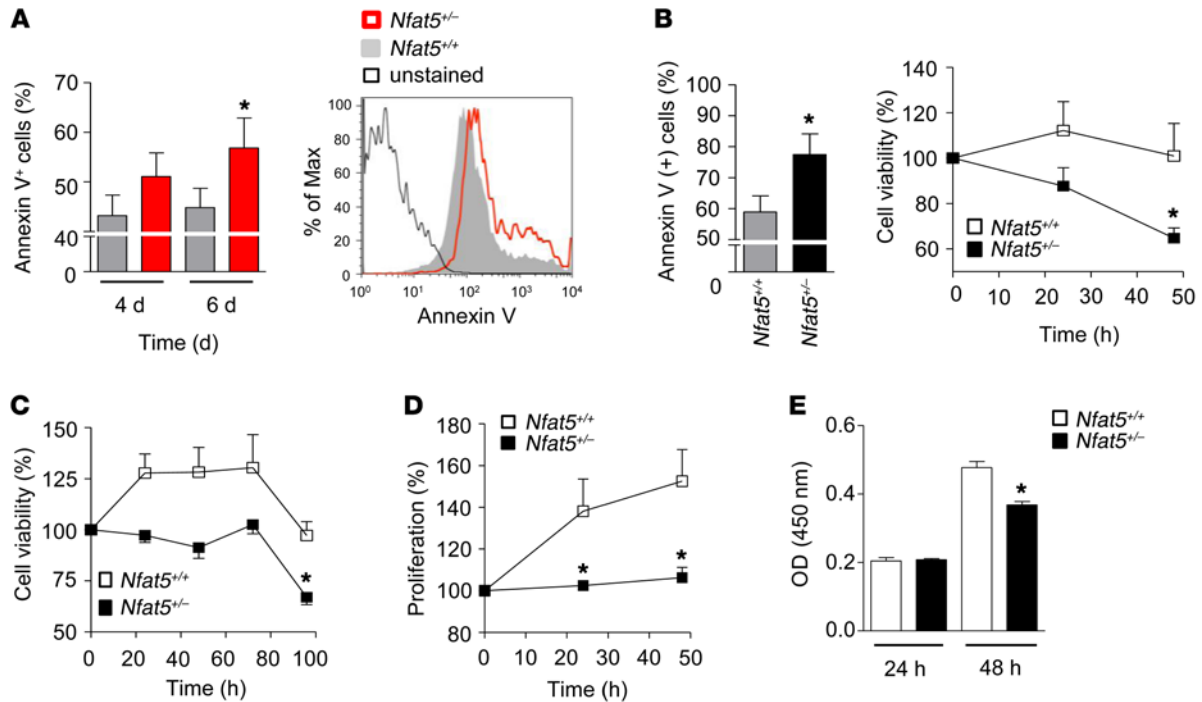 A
Nfat5+/−
Nfat5+/+
unstained
Annexin V+ cells (%)
70
60
50
40
0
*
4 d
6 d
Time (d)
% of Max
100
80
60
40
20
0
10⁰
10¹
10²
10³
10⁴
Annexin V
B
Annexin V (+) cells (%)
100
90
80
70
60
50
0
*
Nfat5+/+
Nfat5+/−
Cell viability (%)
140
120
100
80
60
*
Nfat5+/+
Nfat5+/−
0 10 20 30 40 50
Time (h)
C
Cell viability (%)
150
125
100
75
50
*
Nfat5+/+
Nfat5+/−
0 20 40 60 80 100
Time (h)
D
Nfat5+/+
Nfat5+/−
Proliferation (%)
180
160
140
120
100
80
*
*
0 10 20 30 40 50
Time (h)
E
Nfat5+/+
Nfat5+/−
OD (450 nm)
0.6
0.4
0.2
0.0
*
24 h
48 h